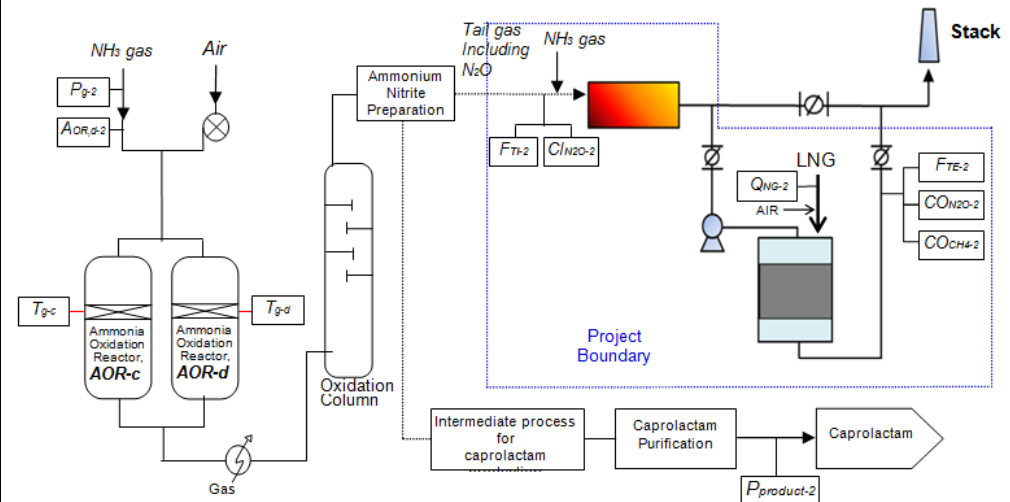 NH3 gas
Air
Pg-2
AOR,d-2
Ammonium
Nitrite
Preparation
Tail gas
Including
N2O
NH3 gas
Stack
FTI-2
CIN2O-2
LNG
QNG-2
AIR
FTE-2
CON2O-2
COCH4-2
Tg-c
Ammonia
Oxidation
Reactor,
AOR-c
Ammonia
Oxidation
Reactor,
AOR-d
Tg-d
Project
Boundary
Oxidation
Column
Gas
Intermediate process
for
caprolactam
Caprolactam
Purification
Caprolactam
Pproduct-2